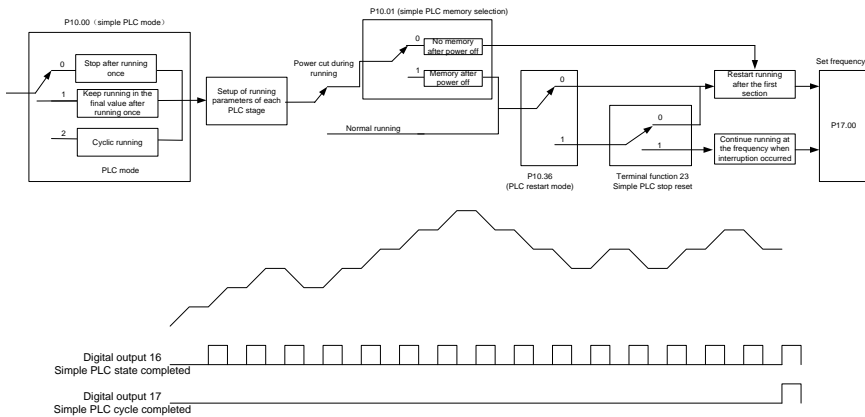 P10.00 （simple PLC mode）
0
Stop after running
once
1
Keep running in the
final value after
running once
2
Cyclic running
PLC mode
Setup of running
parameters of each
PLC stage
Power cut during
running
Normal running
P10.01 (simple PLC memory selection)
0
No memory
after power off
1
Memory after
power off
0
1
P10.36
(PLC restart mode)
0
1
Terminal function 23
Simple PLC stop reset
Restart running
after the first
section
Continue running at
the frequency when
interruption occurred
Set frequency
P17.00
Digital output 16
Simple PLC state completed
Digital output 17
Simple PLC cycle completed